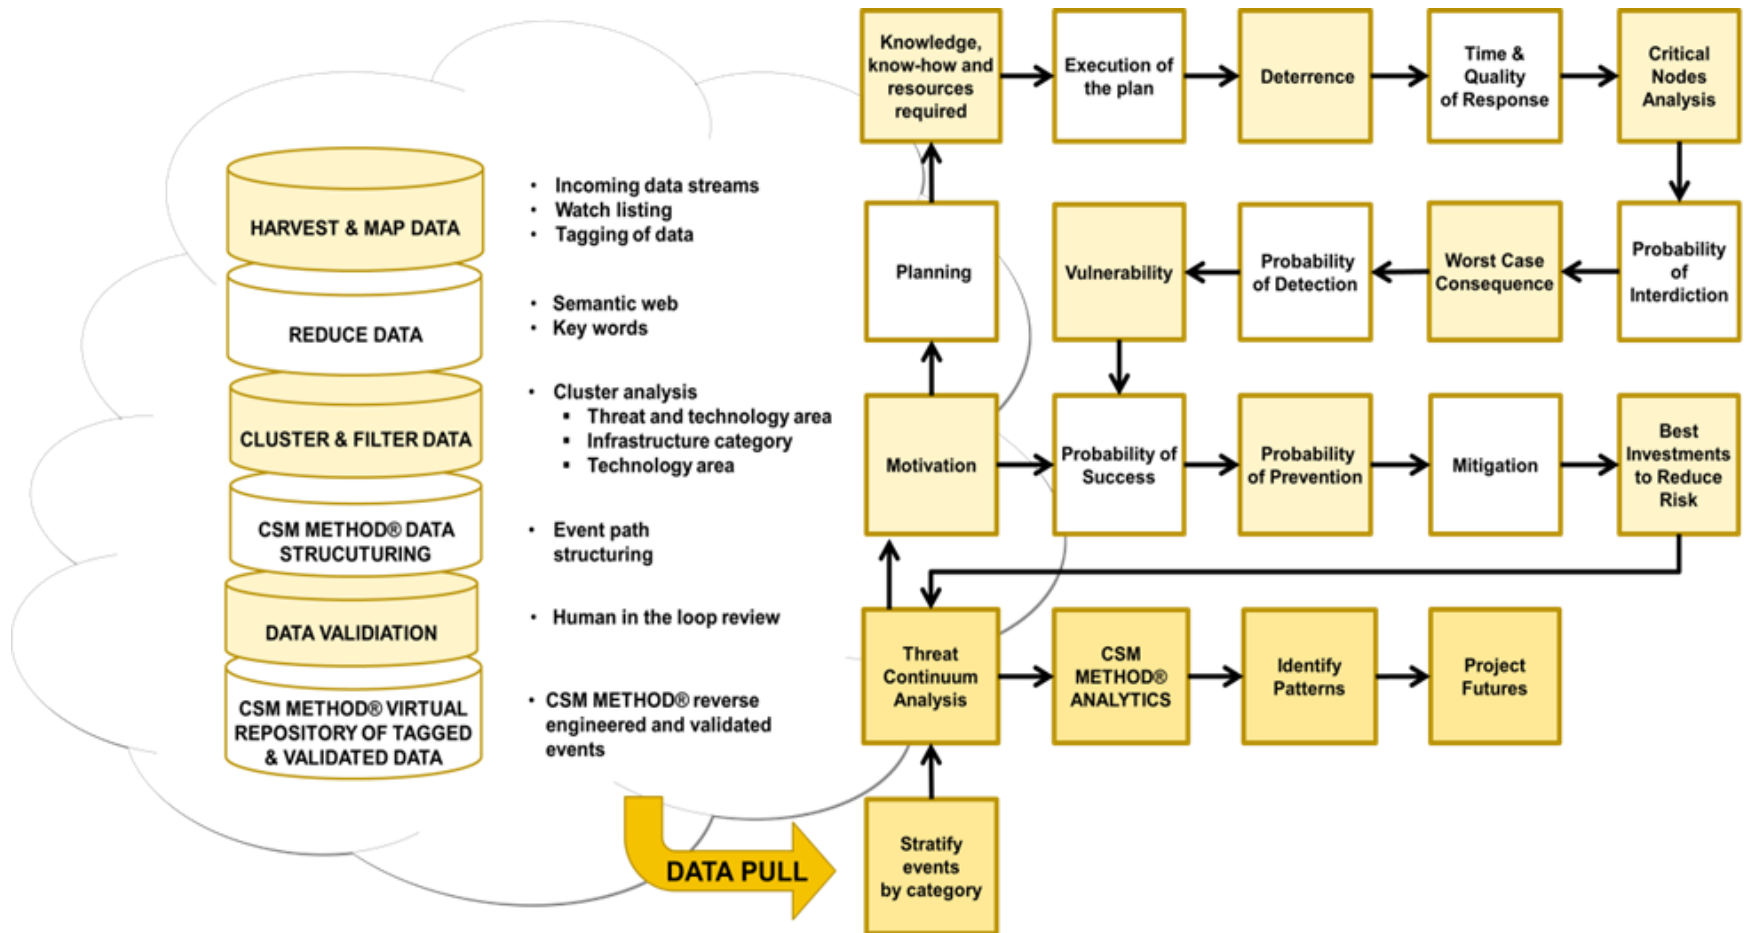 HARVEST & MAP DATA
REDUCE DATA
CLUSTER & FILTER DATA
CSM METHOD® DATA
STRUCUTURING
DATA VALIDIATION
CSM METHOD® VIRTUAL
REPOSITORY OF TAGGED
& VALIDATED DATA
• Incoming data streams
• Watch listing
• Tagging of data
• Semantic web
• Key words
• Cluster analysis
▪ Threat and technology area
▪ Infrastructure category
▪ Technology area
• Event path
structuring
• Human in the loop review
• CSM METHOD® reverse
engineered and validated
events
DATA PULL
Knowledge,
know-how and
resources
required
Execution of
the plan
Deterrence
Time &
Quality
of Response
Critical
Nodes
Analysis
Planning
Vulnerability
Probability
of Detection
Worst Case
Consequence
Probability
of
Interdiction
Motivation
Probability of
Success
Probability
of Prevention
Mitigation
Best
Investments
to Reduce
Risk
Threat
Continuum
Analysis
CSM
METHOD®
ANALYTICS
Identify
Patterns
Project
Futures
Stratify
events
by category